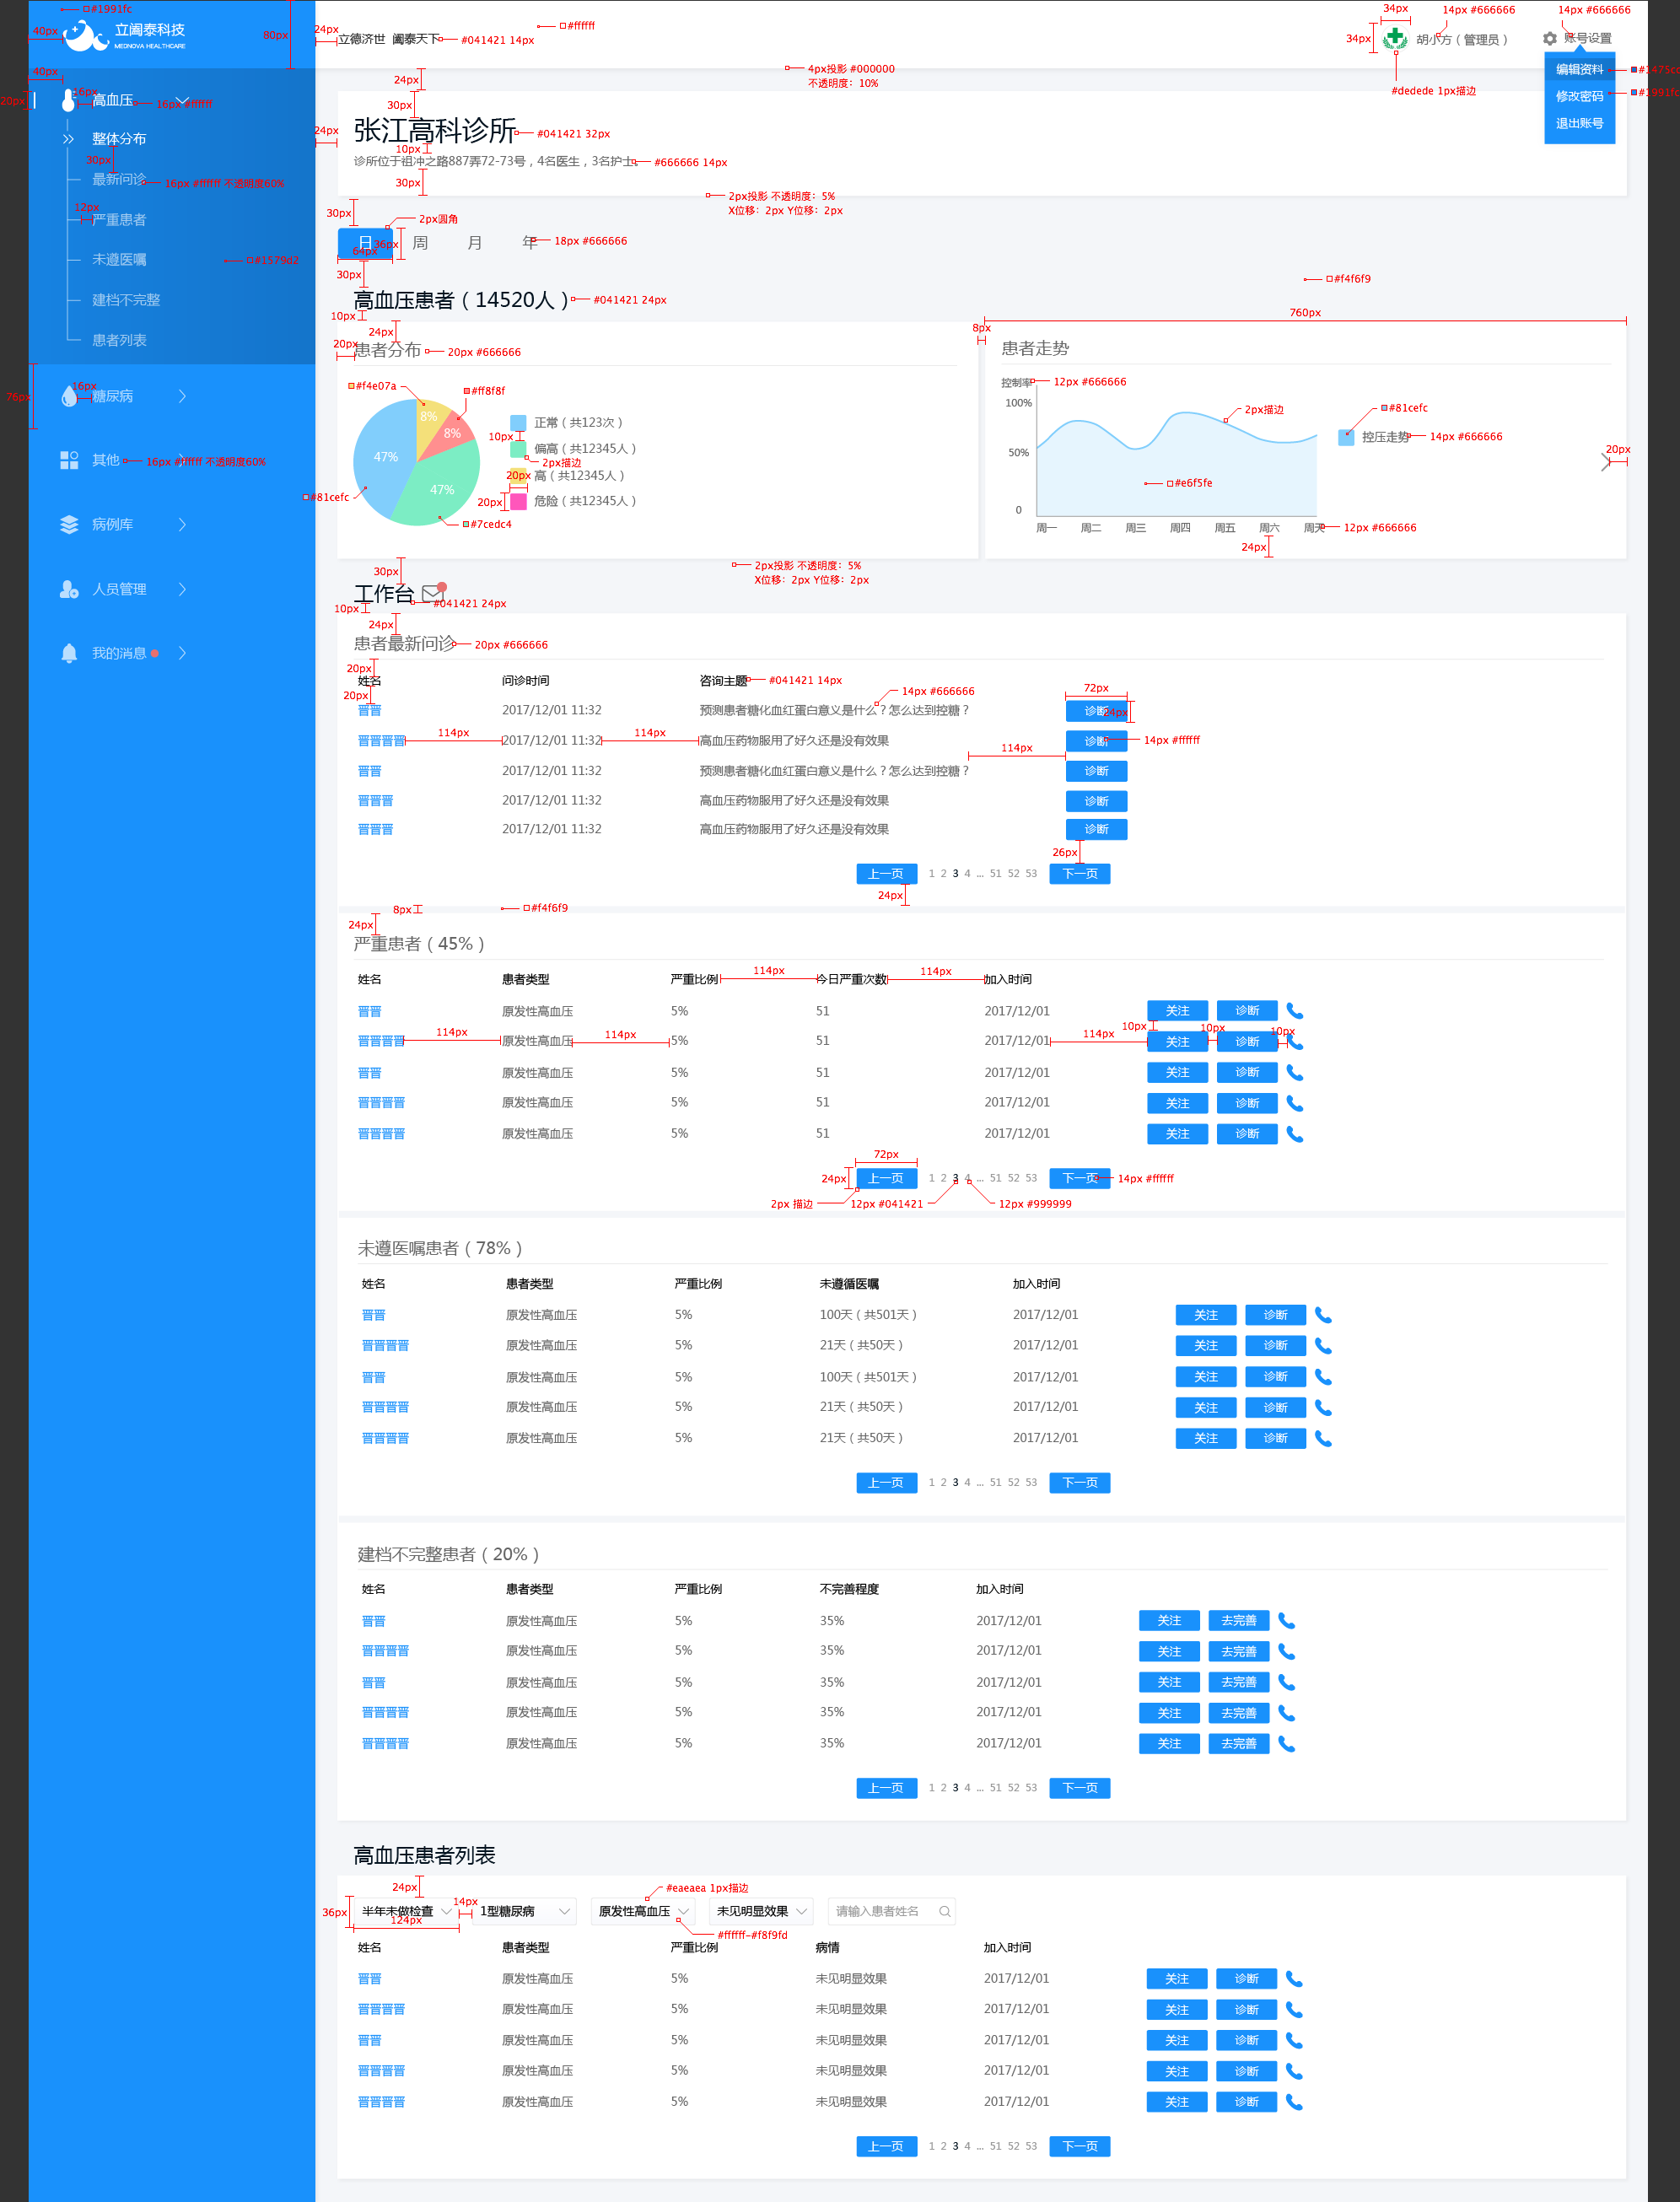 #1991fc
40px
立阖泰科技
MEDNOVA HEALTHCARE
80px
24px
立德济世 阖泰天下
#041421 14px
#ffffff
34px
34px
胡小方（管理员）
14px #666666
14px #666666
账号设置
4px投影 #000000
不透明度：10%
#dedede 1px描边
编辑资料
#1475cc
修改密码
#1991fc
退出账号
40px
20px
16px
高血压
16px #ffffff
整体分布
30px
最新问诊
16px #ffffff 不透明度60%
12px
严重患者
未遵医嘱
#1579d2
建档不完整
患者列表
76px
16px
糖尿病
其他
16px #ffffff 不透明度60%
病例库
人员管理
我的消息
24px
30px
24px
张江高科诊所
#041421 32px
10px
诊所位于祖冲之路887弄72-73号，4名医生，3名护士
#666666 14px
30px
2px投影 不透明度：5%
X位移：2px Y位移：2px
30px
2px圆角
日
周
月
年
36px
64px
18px #666666
30px
#f4f6f9
高血压患者（14520人）
#041421 24px
10px
24px
8px
760px
20px
患者分布
20px #666666
#f4e07a
#ff8f8f
8%
8%
47%
47%
#81cefc
#7cedc4
正常（共123次）
10px
偏高（共12345人）
2px描边
20px
高（共12345人）
20px
危险（共12345人）
患者走势
控制率
12px #666666
100%
50%
0
2px描边
#e6f5fe
#81cefc
控压走势
14px #666666
20px
周一 周二 周三 周四 周五 周六 周天
12px #666666
24px
30px
2px投影 不透明度：5%
X位移：2px Y位移：2px
工作台
#041421 24px
10px
24px
患者最新问诊
20px #666666
20px
姓名 问诊时间 咨询主题
#041421 14px
20px
14px #666666
72px
晋晋 2017/12/01 11:32 预测患者糖化血红蛋白意义是什么？怎么达到控糖？ 诊断
24px
晋晋晋晋 114px 2017/12/01 11:32 114px 高血压药物服用了好久还是没有效果 诊断
14px #ffffff
114px
晋晋 2017/12/01 11:32 预测患者糖化血红蛋白意义是什么？怎么达到控糖？ 诊断
晋晋晋 2017/12/01 11:32 高血压药物服用了好久还是没有效果 诊断
晋晋晋 2017/12/01 11:32 高血压药物服用了好久还是没有效果 诊断
26px
上一页 1 2 3 4 ... 51 52 53 下一页
24px
8px
#f4f6f9
24px
严重患者（45%）
姓名 患者类型 严重比例 114px 今日严重次数 114px 加入时间
晋晋 原发性高血压 5% 51 2017/12/01 关注 诊断
10px 10px 10px
晋晋晋晋 114px 原发性高血压 114px 5% 51 2017/12/01 114px 关注 诊断
晋晋 原发性高血压 5% 51 2017/12/01 关注 诊断
晋晋晋晋 原发性高血压 5% 51 2017/12/01 关注 诊断
晋晋晋晋 原发性高血压 5% 51 2017/12/01 关注 诊断
72px
24px
上一页 1 2 3 4 ... 51 52 53 下一页
14px #ffffff
2px 描边
12px #041421
12px #999999
未遵医嘱患者（78%）
姓名 患者类型 严重比例 未遵循医嘱 加入时间
晋晋 原发性高血压 5% 100天（共501天） 2017/12/01 关注 诊断
晋晋晋晋 原发性高血压 5% 21天（共50天） 2017/12/01 关注 诊断
晋晋 原发性高血压 5% 100天（共501天） 2017/12/01 关注 诊断
晋晋晋晋 原发性高血压 5% 21天（共50天） 2017/12/01 关注 诊断
晋晋晋晋 原发性高血压 5% 21天（共50天） 2017/12/01 关注 诊断
上一页 1 2 3 4 ... 51 52 53 下一页
建档不完整患者（20%）
姓名 患者类型 严重比例 不完善程度 加入时间
晋晋 原发性高血压 5% 35% 2017/12/01 关注 去完善
晋晋晋晋 原发性高血压 5% 35% 2017/12/01 关注 去完善
晋晋 原发性高血压 5% 35% 2017/12/01 关注 去完善
晋晋晋晋 原发性高血压 5% 35% 2017/12/01 关注 去完善
晋晋晋晋 原发性高血压 5% 35% 2017/12/01 关注 去完善
上一页 1 2 3 4 ... 51 52 53 下一页
高血压患者列表
24px
#eaeaea 1px描边
36px
14px
半年未做检查 1型糖尿病 原发性高血压 未见明显效果 请输入患者姓名
124px
#ffffff-#f8f9fd
姓名 患者类型 严重比例 病情 加入时间
晋晋 原发性高血压 5% 未见明显效果 2017/12/01 关注 诊断
晋晋晋晋 原发性高血压 5% 未见明显效果 2017/12/01 关注 诊断
晋晋 原发性高血压 5% 未见明显效果 2017/12/01 关注 诊断
晋晋晋晋 原发性高血压 5% 未见明显效果 2017/12/01 关注 诊断
晋晋晋晋 原发性高血压 5% 未见明显效果 2017/12/01 关注 诊断
上一页 1 2 3 4 ... 51 52 53 下一页